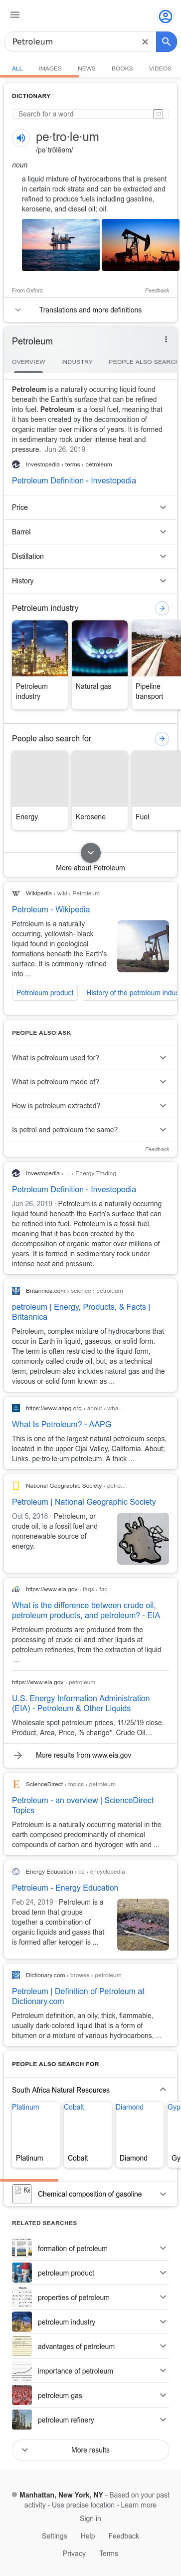 Petroleum
ALL IMAGES NEWS BOOKS VIDEOS
DICTIONARY
Search for a word
pe·tro·le·um
/pəˈtrōlēəm/
noun
a liquid mixture of hydrocarbons that is present
in certain rock strata and can be extracted and
refined to produce fuels including gasoline,
kerosene, and diesel oil; oil.
From Oxford Feedback
Translations and more definitions
Petroleum
OVERVIEW INDUSTRY PEOPLE ALSO SEARCH
Petroleum is a naturally occurring liquid found
beneath the Earth's surface that can be refined
into fuel. Petroleum is a fossil fuel, meaning that
it has been created by the decomposition of
organic matter over millions of years. It is formed
in sedimentary rock under intense heat and
pressure. Jun 26, 2019
Investopedia › terms › petroleum
Petroleum Definition - Investopedia
Price
Barrel
Distillation
History
Petroleum industry
Petroleum
industry
Natural gas
Pipeline
transport
People also search for
Energy
Kerosene
Fuel
More about Petroleum
Wikipedia › wiki › Petroleum
Petroleum - Wikipedia
Petroleum is a naturally
occurring, yellowish- black
liquid found in geological
formations beneath the Earth's
surface. It is commonly refined
into ...
Petroleum product
History of the petroleum indus
PEOPLE ALSO ASK
What is petroleum used for?
What is petroleum made of?
How is petroleum extracted?
Is petrol and petroleum the same?
Feedback
Investopedia › ... › Energy Trading
Petroleum Definition - Investopedia
Jun 26, 2019 · Petroleum is a naturally occurring
liquid found beneath the Earth's surface that can
be refined into fuel. Petroleum is a fossil fuel,
meaning that it has been created by the
decomposition of organic matter over millions of
years. It is formed in sedimentary rock under
intense heat and pressure.
Britannica.com › science › petroleum
petroleum | Energy, Products, & Facts |
Britannica
Petroleum, complex mixture of hydrocarbons that
occur in Earth in liquid, gaseous, or solid form.
The term is often restricted to the liquid form,
commonly called crude oil, but, as a technical
term, petroleum also includes natural gas and the
viscous or solid form known as ...
https://www.aapg.org › about › wha...
What Is Petroleum? - AAPG
This is one of the largest natural petroleum seeps,
located in the upper Ojai Valley, California. About;
Links. pe·tro·le·um petroleum. A thick ...
National Geographic Society › petro...
Petroleum | National Geographic Society
Oct 5, 2018 · Petroleum, or
crude oil, is a fossil fuel and
nonrenewable source of
energy.
https://www.eia.gov › faqs › faq
What is the difference between crude oil,
petroleum products, and petroleum? - EIA
Petroleum products are produced from the
processing of crude oil and other liquids at
petroleum refineries, from the extraction of liquid
...
https://www.eia.gov › petroleum
U.S. Energy Information Administration
(EIA) - Petroleum & Other Liquids
Wholesale spot petroleum prices, 11/25/19 close.
Product, Area, Price, % change*. Crude Oil...
More results from www.eia.gov
ScienceDirect › topics › petroleum
Petroleum - an overview | ScienceDirect
Topics
Petroleum is a naturally occurring material in the
earth composed predominantly of chemical
compounds of carbon and hydrogen with and ...
Energy Education › ca › encyclopedia
Petroleum - Energy Education
Feb 24, 2019 · Petroleum is a
broad term that groups
together a combination of
organic liquids and gases that
is formed after kerogen is ...
Dictionary.com › browse › petroleum
Petroleum | Definition of Petroleum at
Dictionary.com
Petroleum definition, an oily, thick, flammable,
usually dark-colored liquid that is a form of
bitumen or a mixture of various hydrocarbons, ...
PEOPLE ALSO SEARCH FOR
South Africa Natural Resources
Platinum Cobalt Diamond Gyp
Platinum Cobalt Diamond Gy
Chemical composition of gasoline
RELATED SEARCHES
formation of petroleum
petroleum product
properties of petroleum
petroleum industry
advantages of petroleum
importance of petroleum
petroleum gas
petroleum refinery
More results
Manhattan, New York, NY - Based on your past
activity - Use precise location - Learn more
Sign in
Settings Help Feedback
Privacy Terms